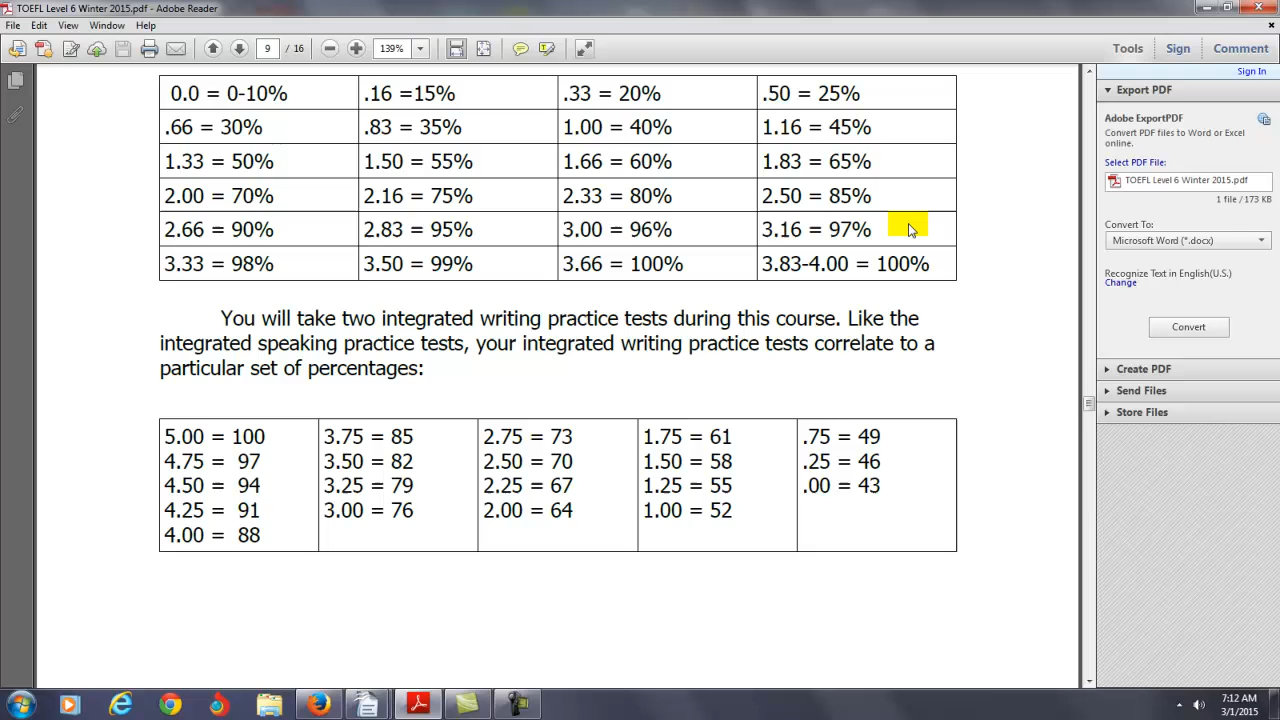 TOEFL Level 6 Winter 2015.pdf - Adobe Reader
File Edit View Window Help
9 / 16 139% Tools Sign Comment
Sign In
0.0 = 0-10% .16 =15% .33 = 20% .50 = 25%
.66 = 30% .83 = 35% 1.00 = 40% 1.16 = 45%
1.33 = 50% 1.50 = 55% 1.66 = 60% 1.83 = 65%
2.00 = 70% 2.16 = 75% 2.33 = 80% 2.50 = 85%
2.66 = 90% 2.83 = 95% 3.00 = 96% 3.16 = 97%
3.33 = 98% 3.50 = 99% 3.66 = 100% 3.83-4.00 = 100%
You will take two integrated writing practice tests during this course. Like the
integrated speaking practice tests, your integrated writing practice tests correlate to a
particular set of percentages:
5.00 = 100 3.75 = 85 2.75 = 73 1.75 = 61 .75 = 49
4.75 = 97 3.50 = 82 2.50 = 70 1.50 = 58 .25 = 46
4.50 = 94 3.25 = 79 2.25 = 67 1.25 = 55 .00 = 43
4.25 = 91 3.00 = 76 2.00 = 64 1.00 = 52
4.00 = 88
Export PDF
Adobe ExportPDF
Convert PDF files to Word or Excel
online.
Select PDF File:
TOEFL Level 6 Winter 2015.pdf
1 file / 173 KB
Convert To:
Microsoft Word (*.docx)
Recognize Text in English(U.S.)
Change
Convert
Create PDF
Send Files
Store Files
7:12 AM
3/1/2015